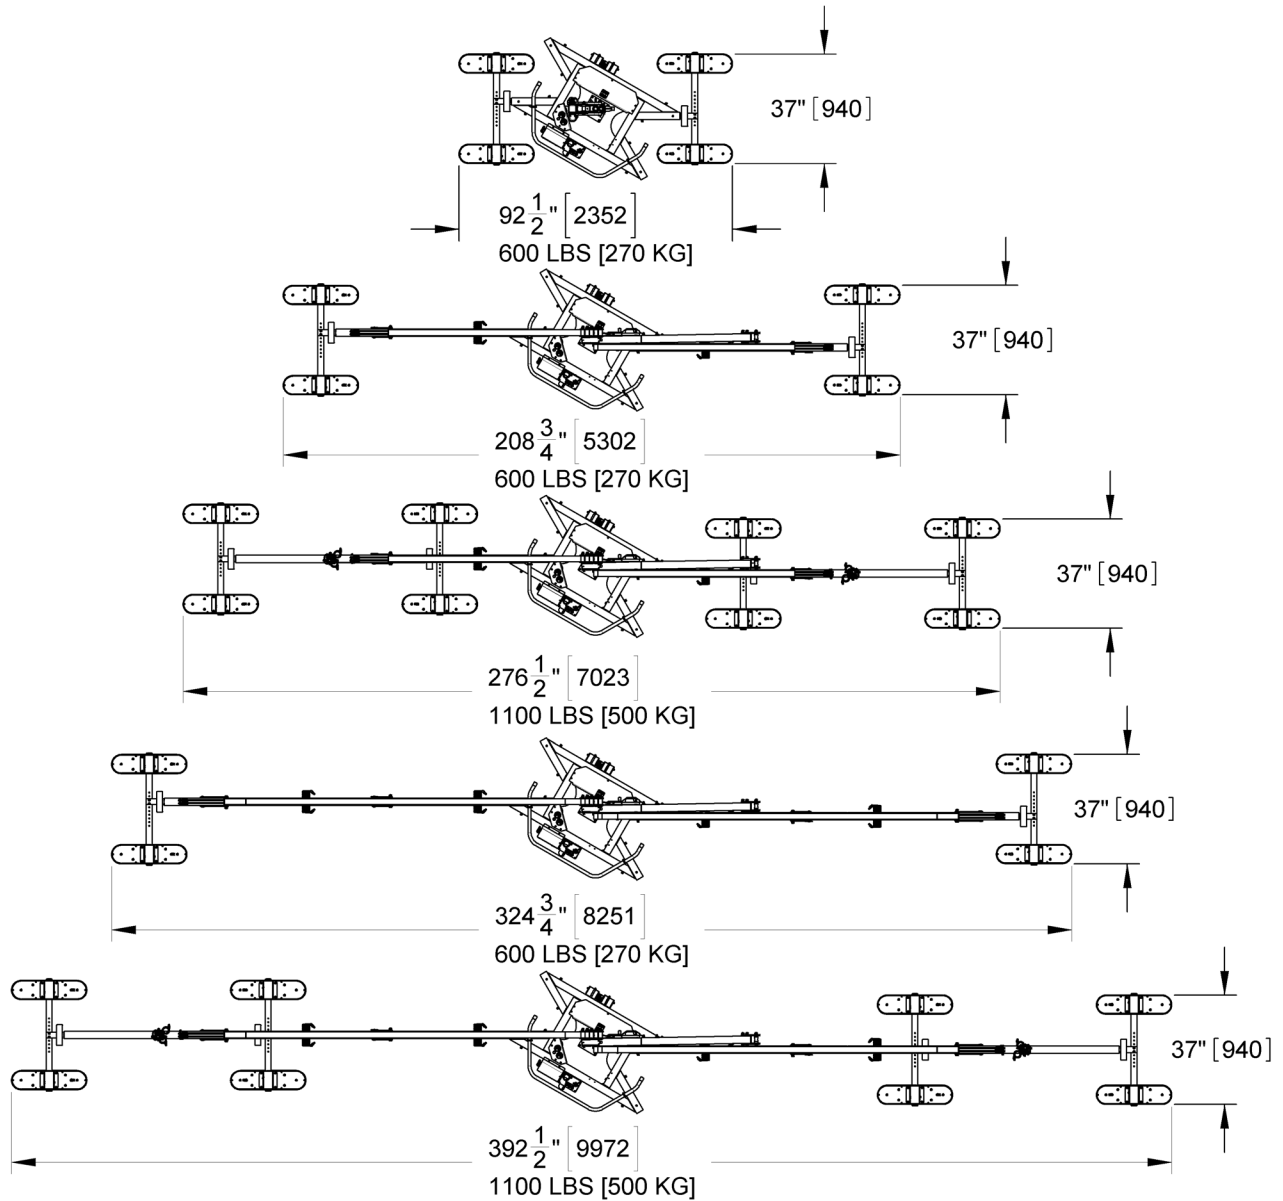 37" [940]
92 1/2" [2352]
600 LBS [270 KG]
37" [940]
208 3/4" [5302]
600 LBS [270 KG]
37" [940]
276 1/2" [7023]
1100 LBS [500 KG]
37" [940]
324 3/4" [8251]
600 LBS [270 KG]
37" [940]
392 1/2" [9972]
1100 LBS [500 KG]